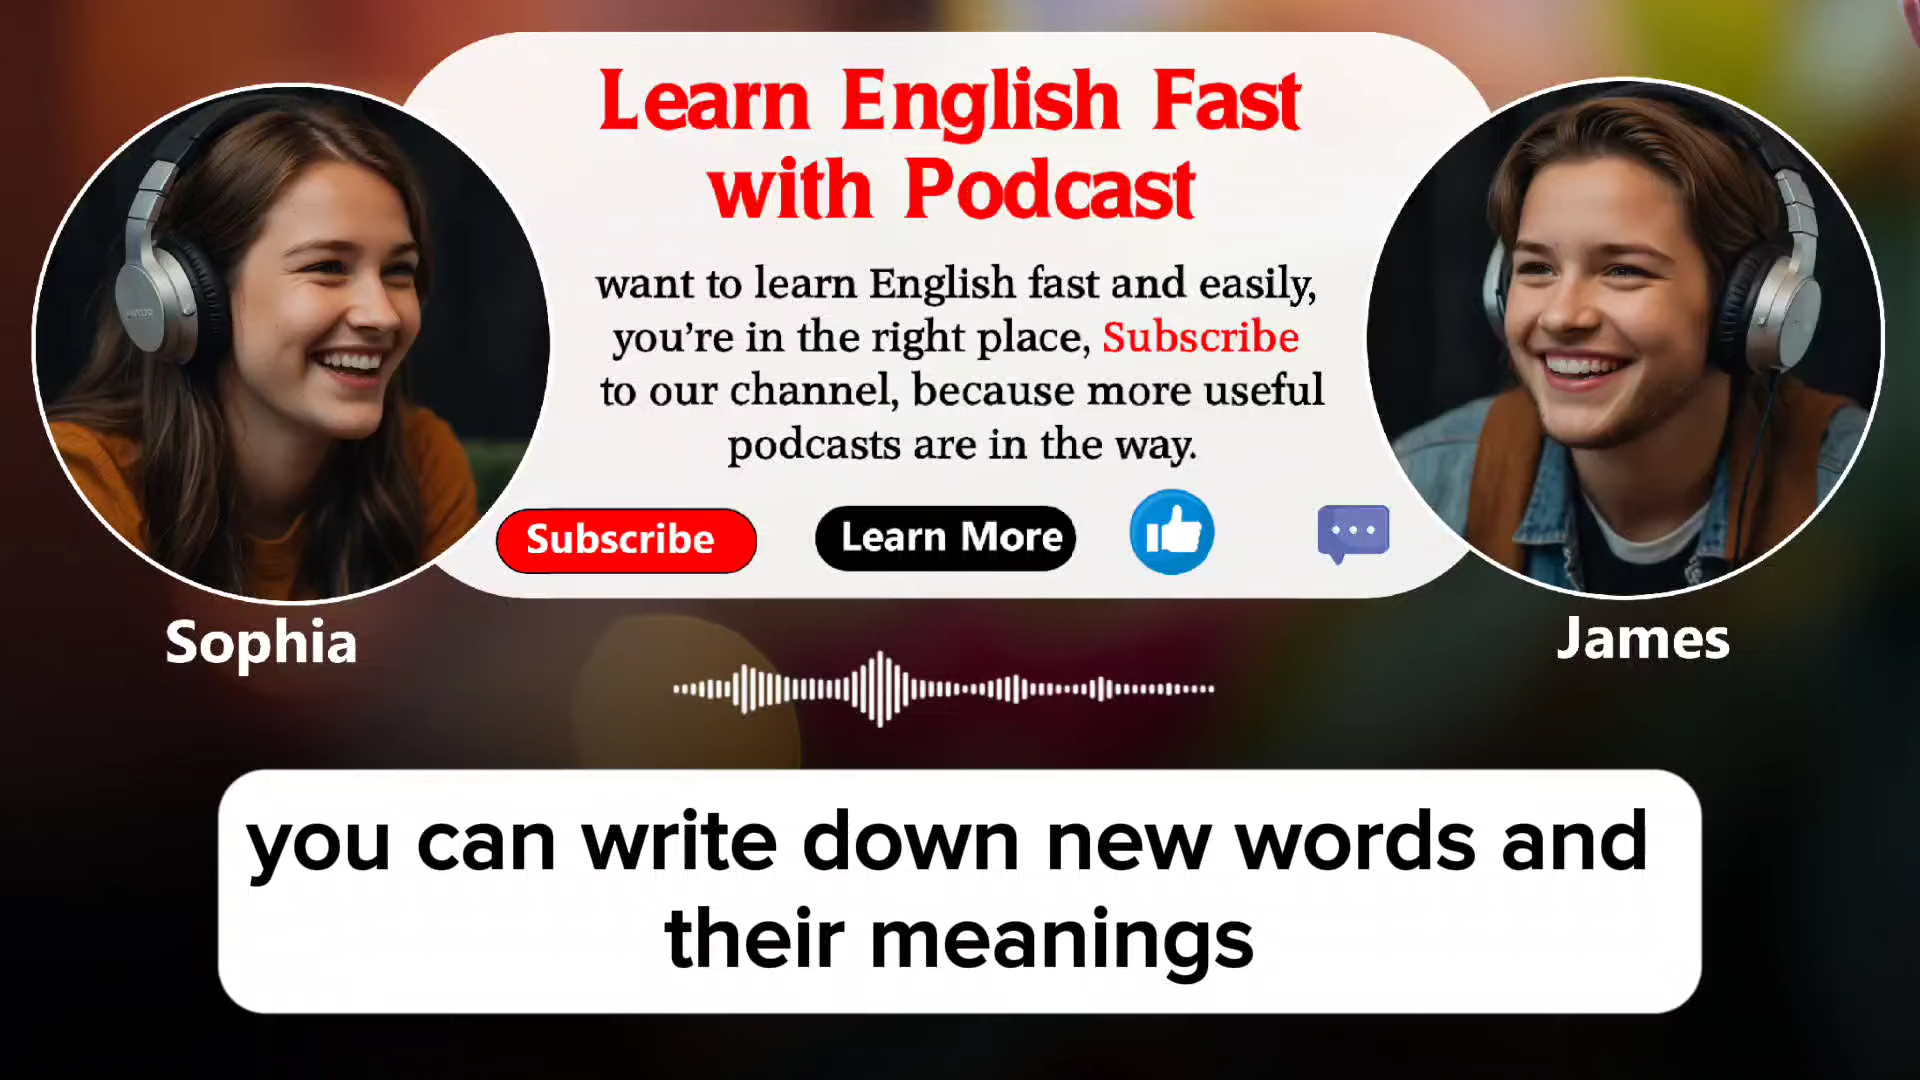 Learn English Fast
with Podcast
want to learn English fast and easily,
you're in the right place, Subscribe
to our channel, because more useful
podcasts are in the way.
Subscribe
Learn More
Sophia
James
you can write down new words and
their meanings